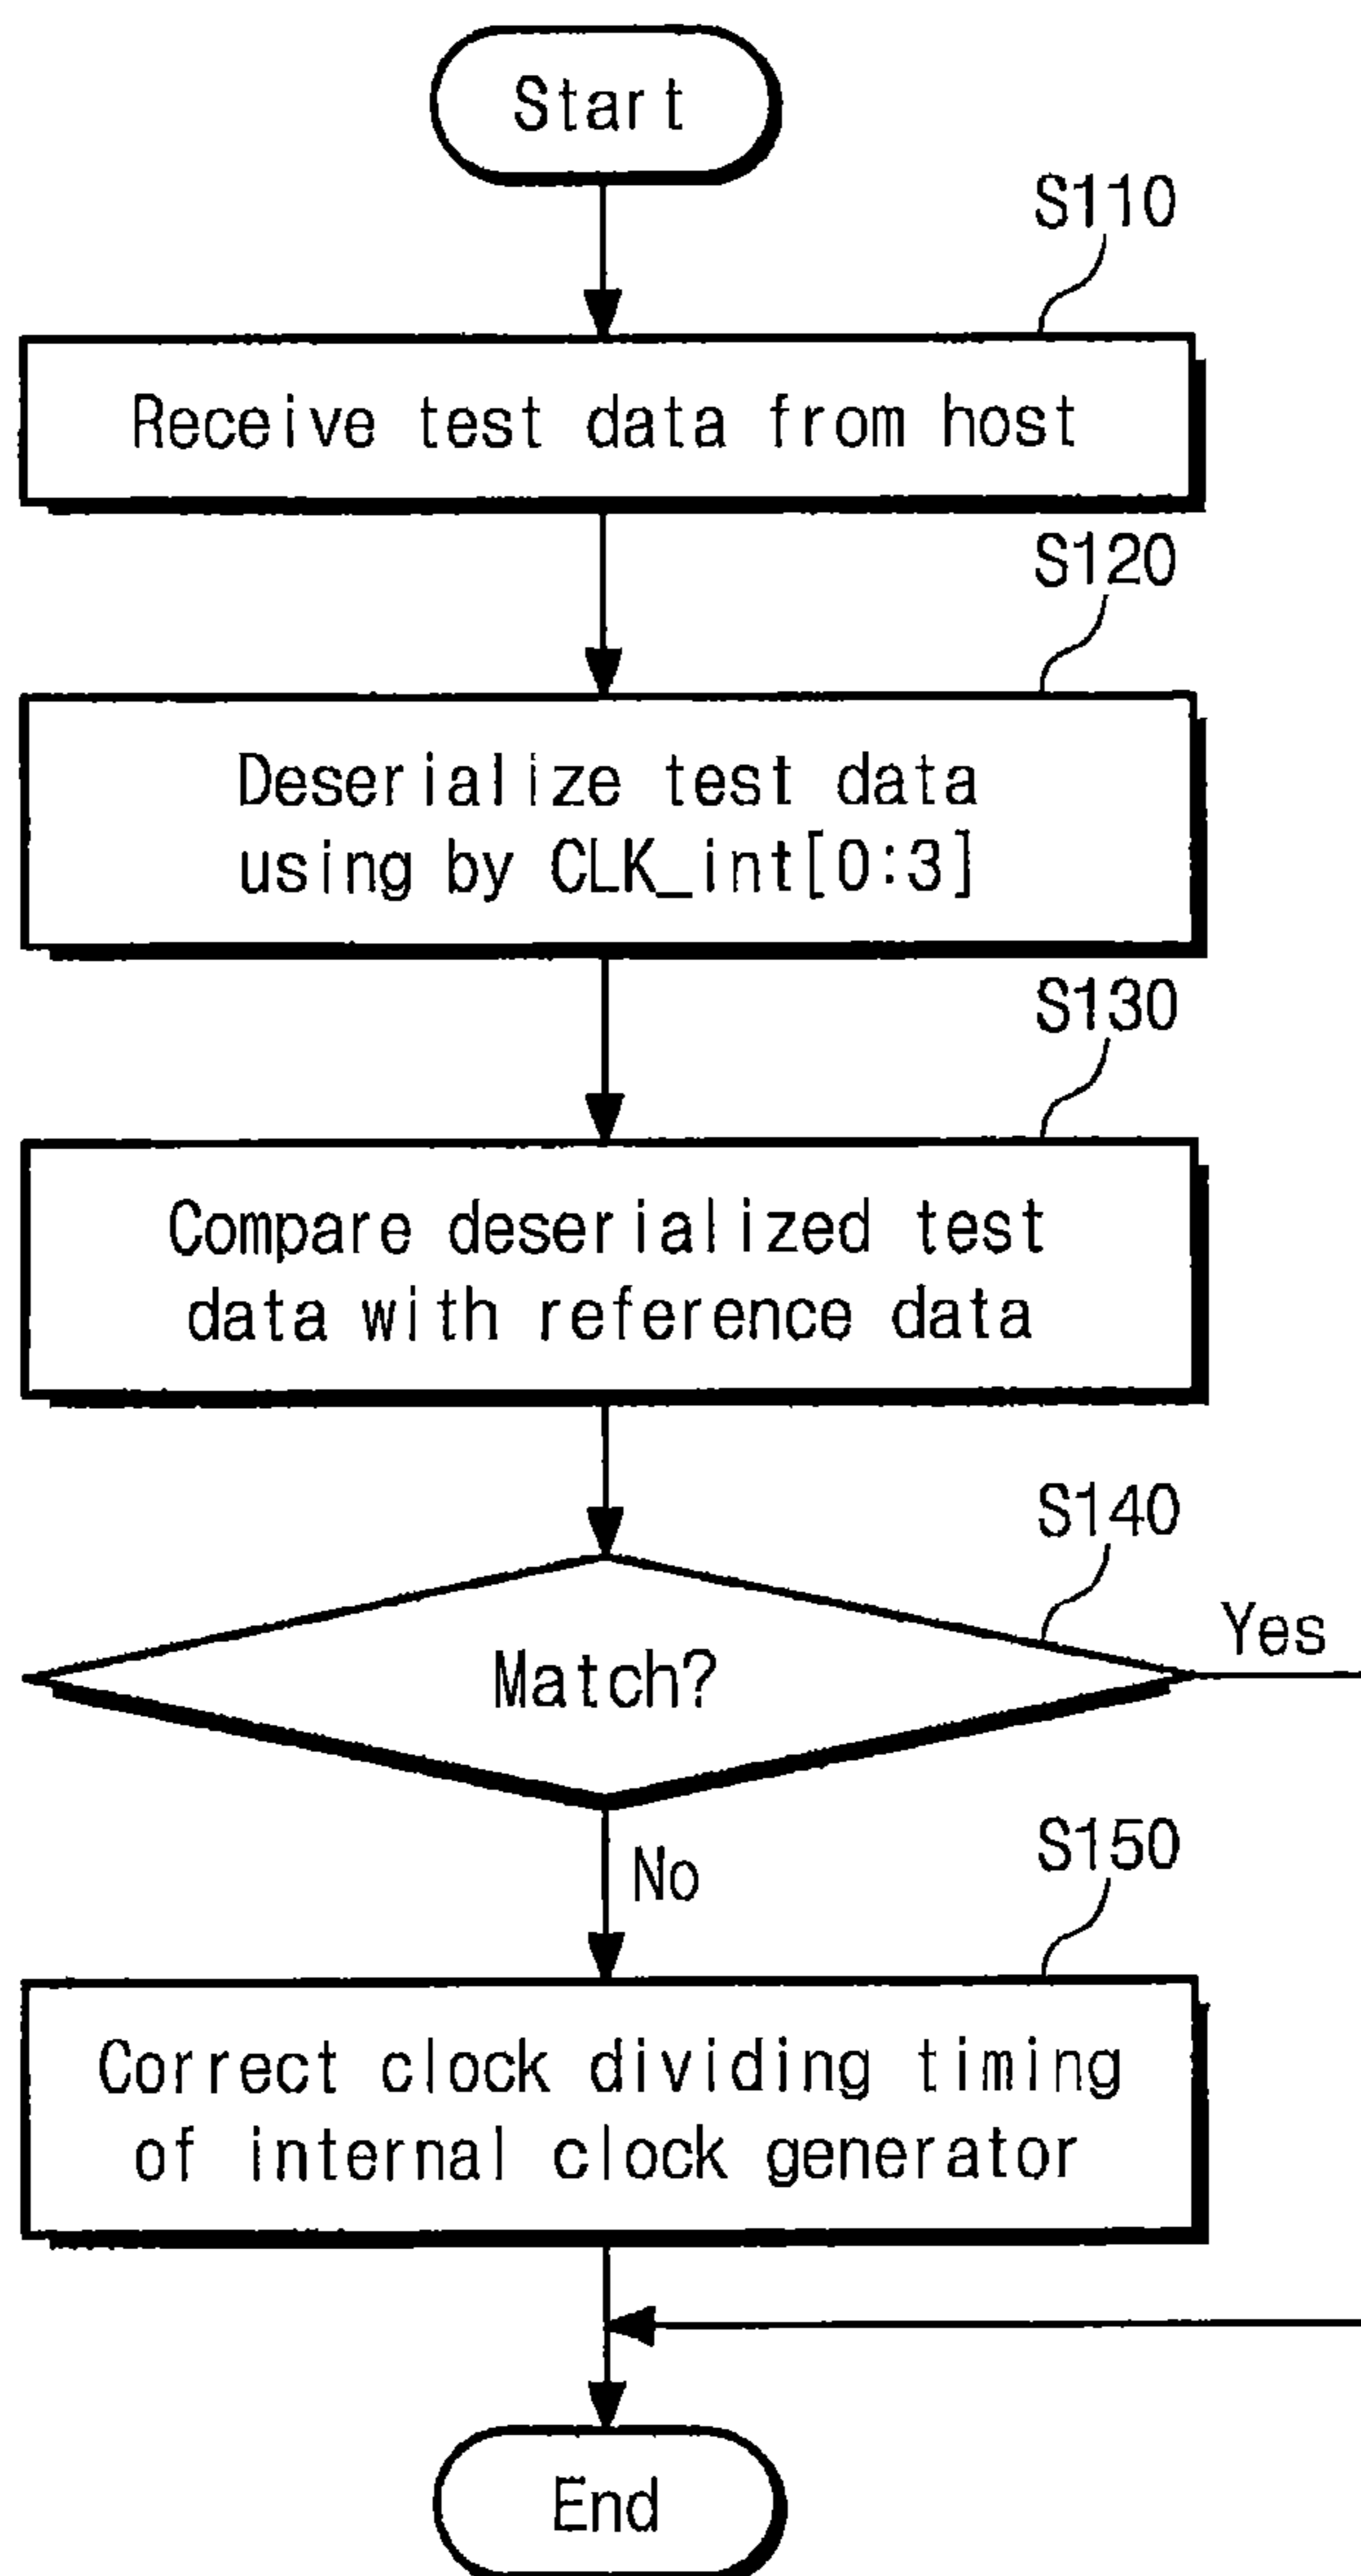 Start
S110
Receive test data from host
S120
Deserialize test data
using by CLK_int[0:3]
S130
Compare deserialized test
data with reference data
S140
Match?
Yes
No
S150
Correct clock dividing timing
of internal clock generator
End